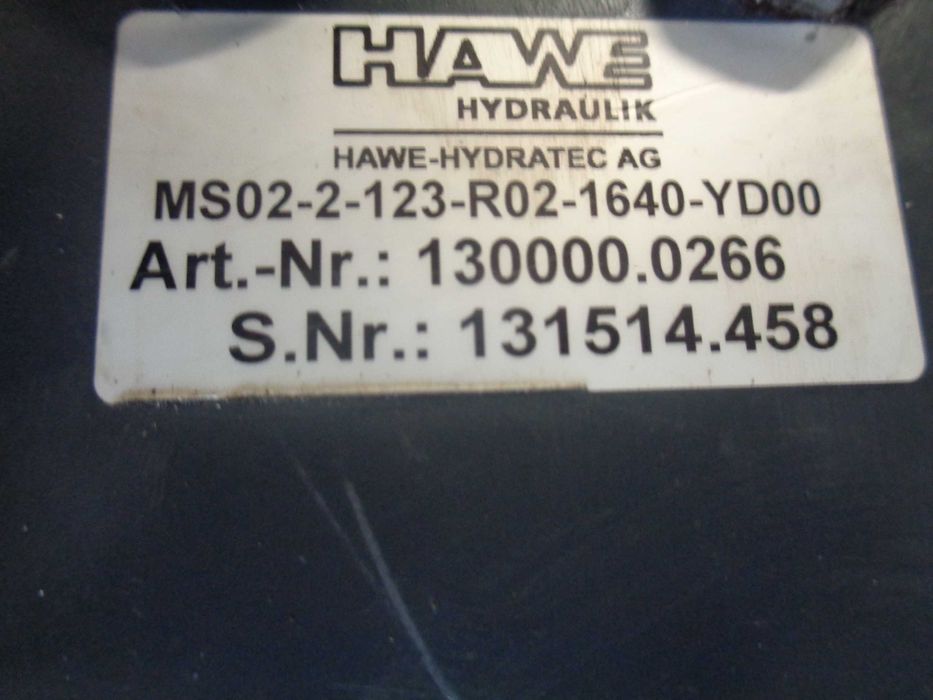 HAWE
HYDRAULIK
HAWE-HYDRATEC AG
MS02-2-123-R02-1640-YD00
Art.-Nr.: 130000.0266
S.Nr.: 131514.458